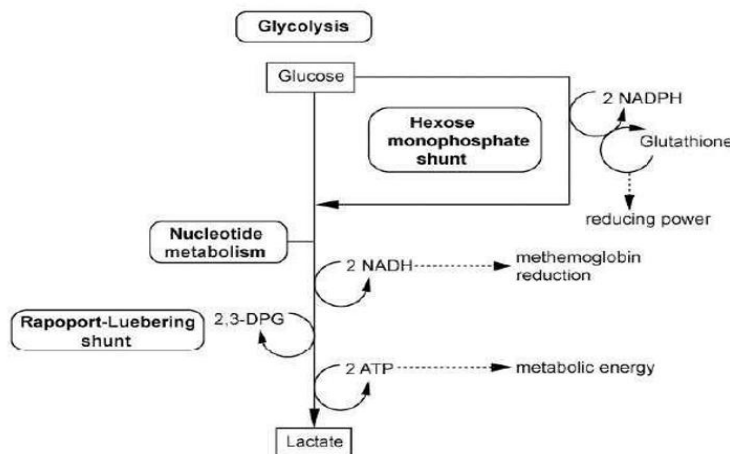 Glycolysis
Glucose
2 NADPH
Hexose
monophosphate
shunt
Glutathione
reducing power
Nucleotide
metabolism
2 NADH
methemoglobin
reduction
2,3-DPG
Rapoport-Luebering
shunt
2 ATP
metabolic energy
Lactate